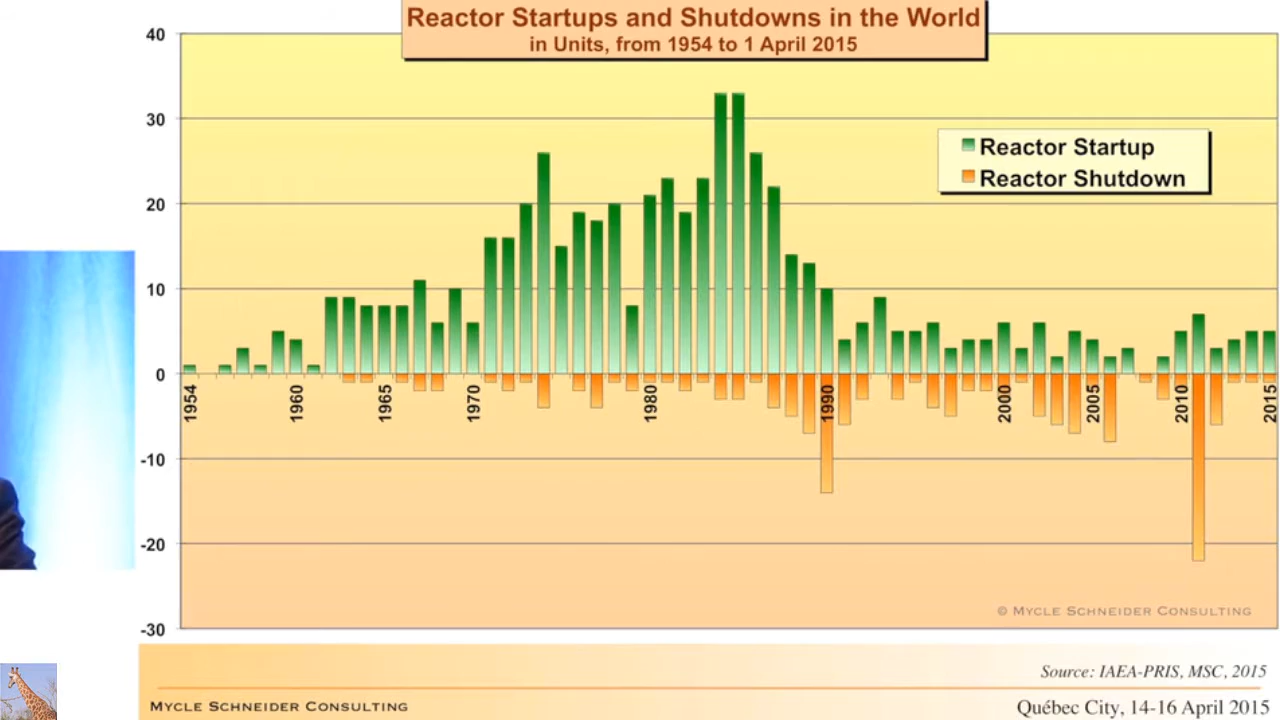 Reactor Startups and Shutdowns in the World
in Units, from 1954 to 1 April 2015
40
30
20
10
0
-10
-20
-30
Reactor Startup
Reactor Shutdown
1954
1960
1965
1970
1980
1990
2000
2005
2010
2015
© MYCLE SCHNEIDER CONSULTING
Source: IAEA-PRIS, MSC, 2015
MYCLE SCHNEIDER CONSULTING
Québec City, 14-16 April 2015